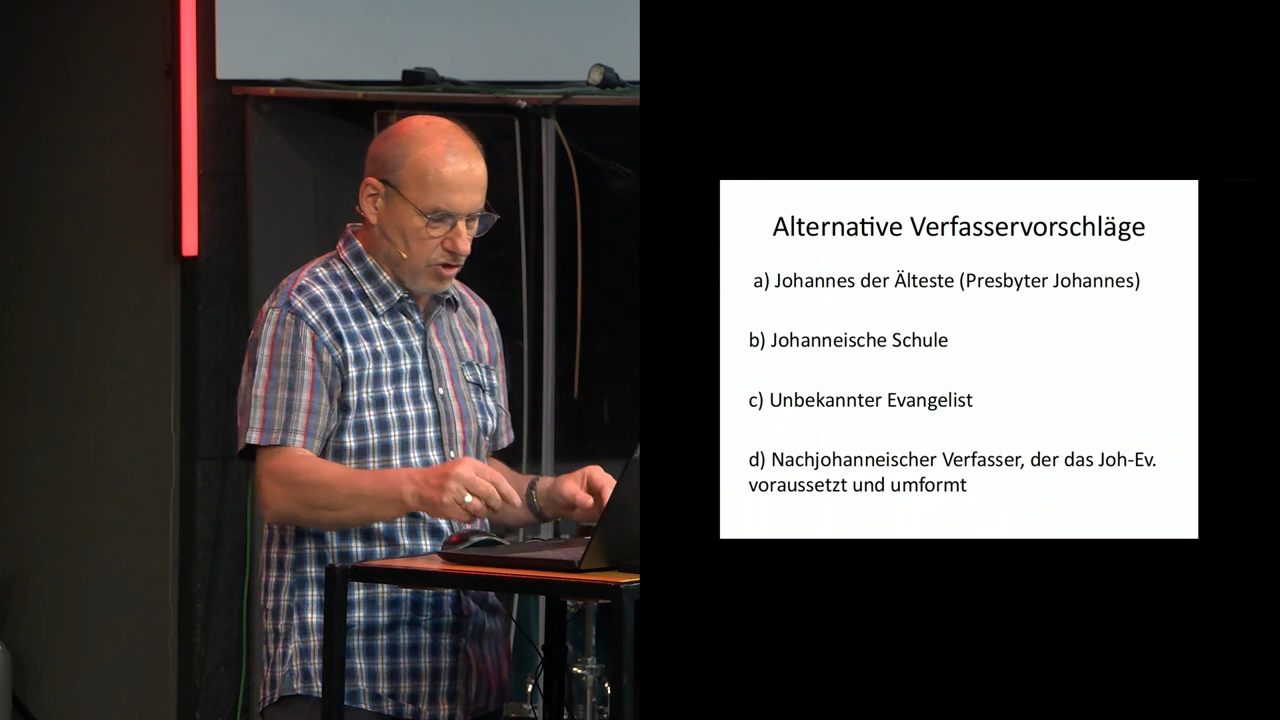 Alternative Verfasservorschläge
a) Johannes der Älteste (Presbyter Johannes)
b) Johanneische Schule
c) Unbekannter Evangelist
d) Nachjohanneischer Verfasser, der das Joh-Ev.
voraussetzt und umformt